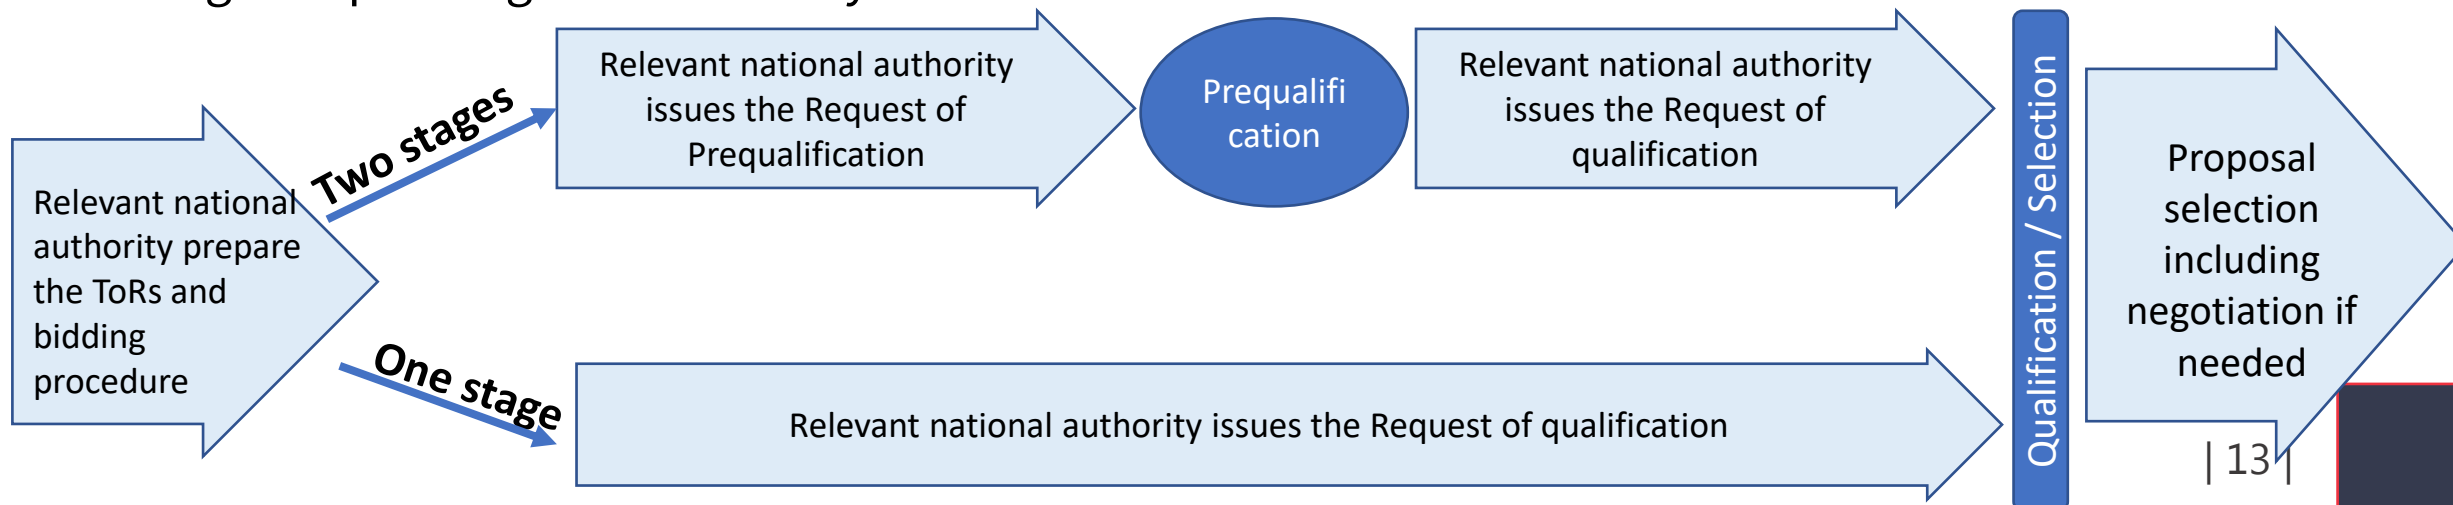 Relevant national
authority prepare
the ToRs and
bidding
procedure
Two stages
Relevant national authority
issues the Request of
Prequalification
Prequalifi
cation
Relevant national authority
issues the Request of
qualification
One stage
Relevant national authority issues the Request of qualification
Qualification / Selection
Proposal
selection
including
negotiation if
needed
| 13 |